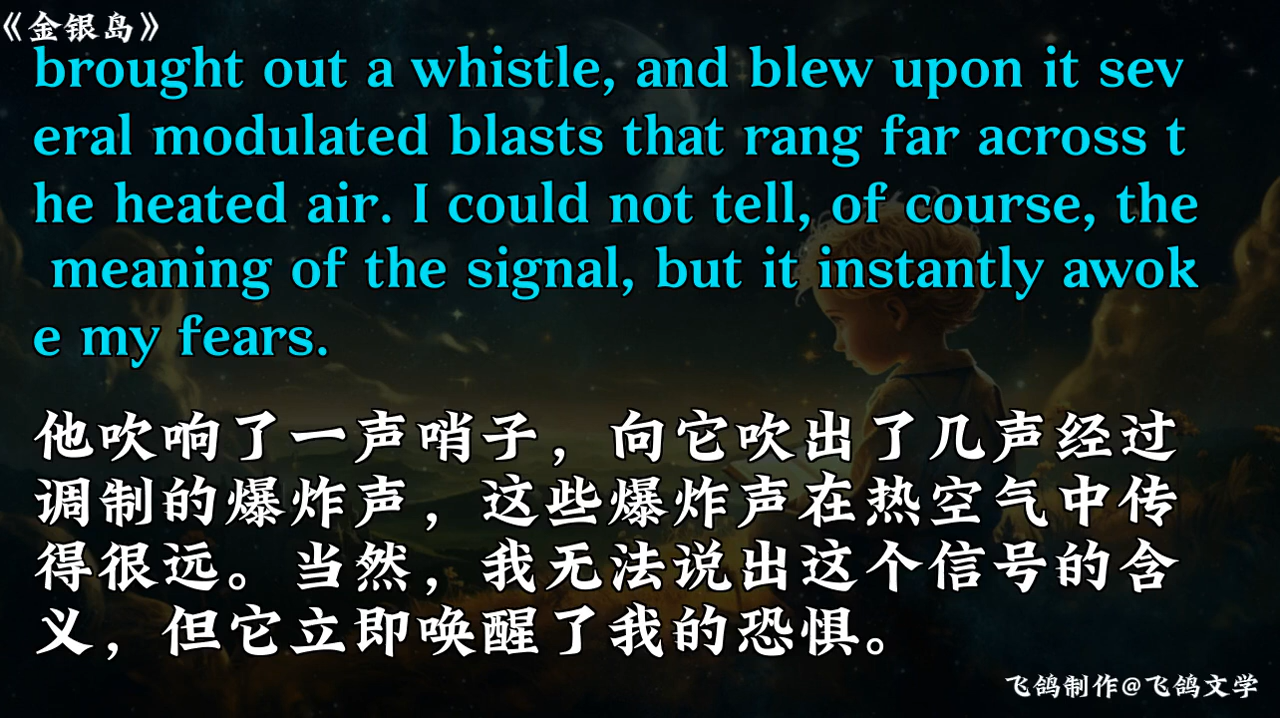 《金银岛》
brought out a whistle, and blew upon it sev
eral modulated blasts that rang far across t
he heated air. I could not tell, of course, the
meaning of the signal, but it instantly awok
e my fears.
他吹响了一声哨子，向它吹出了几声经过
调制的爆炸声，这些爆炸声在热空气中传
得很远。当然，我无法说出这个信号的含
义，但它立即唤醒了我的恐惧。
飞鸽制作@飞鸽文学